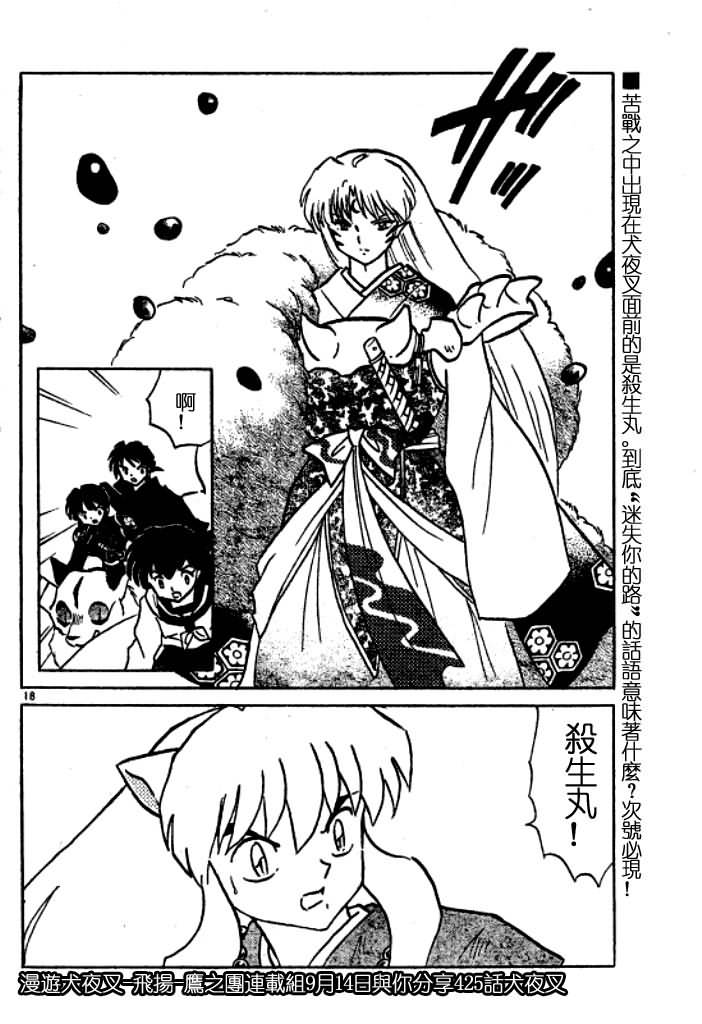 ■苦戰之中出現在犬夜叉面前的是殺生丸。到底“迷失你的路”的話語意味著什麼？次號必現！
啊！
18
殺生丸！
漫遊犬夜叉-飛揚-鷹之團連載組9月14日與你分享425話犬夜叉